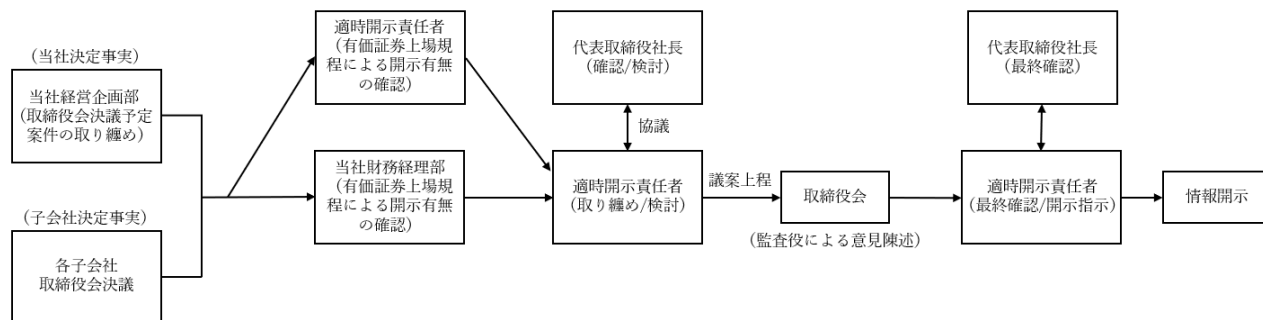 （当社決定事実）
当社経営企画部
（取締役会決議予定
案件の取り纏め）
（子会社決定事実）
各子会社
取締役会決議
適時開示責任者
（有価証券上場規
程による開示有無
の確認）
当社財務経理部
（有価証券上場規
程による開示有無
の確認）
代表取締役社長
（確認/検討）
協議
適時開示責任者
（取り纏め/検討）
議案上程
取締役会
（監査役による意見陳述）
代表取締役社長
（最終確認）
適時開示責任者
（最終確認/開示指示）
情報開示